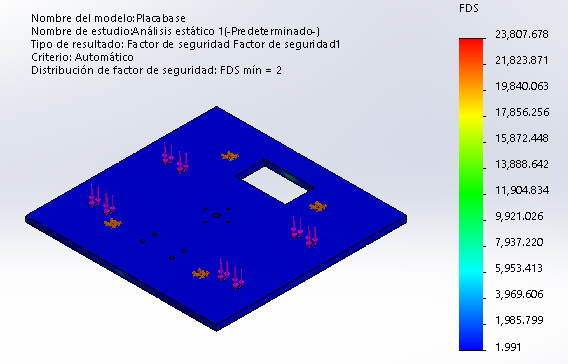 Nombre del modelo:Placabase
Nombre de estudio:Análisis estático 1(-Predeterminado-)
Tipo de resultado: Factor de seguridad Factor de seguridad1
Criterio: Automático
Distribución de factor de seguridad: FDS mín = 2
FDS
23,807.678
21,823.871
19,840.063
17,856.256
15,872.448
13,888.642
11,904.834
9,921.026
7,937.220
5,953.413
3,969.606
1,985.799
1.991